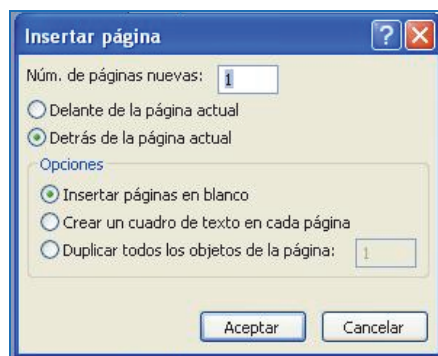 Insertar página
Núm. de páginas nuevas: 1
Delante de la página actual
Detrás de la página actual
Opciones
Insertar páginas en blanco
Crear un cuadro de texto en cada página
Duplicar todos los objetos de la página: 1
Aceptar Cancelar